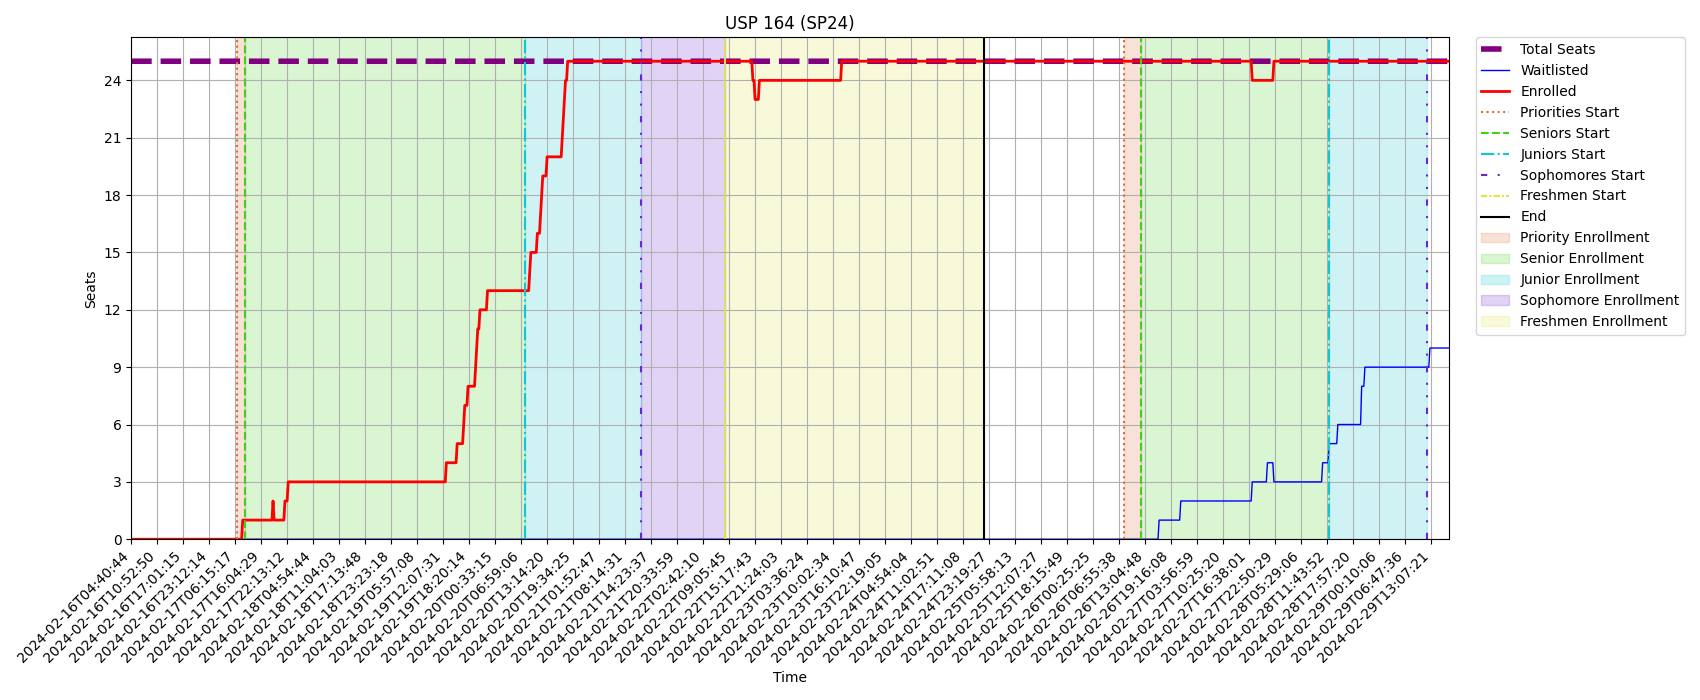 USP 164 (SP24)
Total Seats
Waitlisted
Enrolled
Priorities Start
Seniors Start
Juniors Start
Sophomores Start
Freshmen Start
End
Priority Enrollment
Senior Enrollment
Junior Enrollment
Sophomore Enrollment
Freshmen Enrollment
Seats
24
21
18
15
12
9
6
3
0
2024-02-16T04:40:44
2024-02-16T10:52:50
2024-02-16T17:01:15
2024-02-16T23:12:14
2024-02-17T06:15:17
2024-02-17T16:04:29
2024-02-17T22:13:12
2024-02-18T04:54:44
2024-02-18T11:04:03
2024-02-18T17:13:48
2024-02-18T23:23:18
2024-02-19T05:57:08
2024-02-19T12:07:31
2024-02-19T18:20:14
2024-02-20T00:33:15
2024-02-20T06:59:06
2024-02-20T13:14:20
2024-02-20T19:34:25
2024-02-21T01:52:47
2024-02-21T08:14:31
2024-02-21T14:23:37
2024-02-21T20:33:59
2024-02-22T02:42:10
2024-02-22T09:05:45
2024-02-22T15:17:43
2024-02-22T21:24:03
2024-02-23T03:36:24
2024-02-23T10:02:34
2024-02-23T16:10:47
2024-02-23T22:19:05
2024-02-24T04:54:04
2024-02-24T11:02:51
2024-02-24T17:11:08
2024-02-24T23:19:27
2024-02-25T05:58:13
2024-02-25T12:07:27
2024-02-25T18:15:49
2024-02-26T00:25:25
2024-02-26T06:55:38
2024-02-26T13:04:48
2024-02-26T19:16:08
2024-02-27T03:56:59
2024-02-27T10:25:20
2024-02-27T16:38:01
2024-02-27T22:50:29
2024-02-28T05:29:06
2024-02-28T11:43:52
2024-02-28T17:57:20
2024-02-29T00:10:06
2024-02-29T06:47:36
2024-02-29T13:07:21
Time